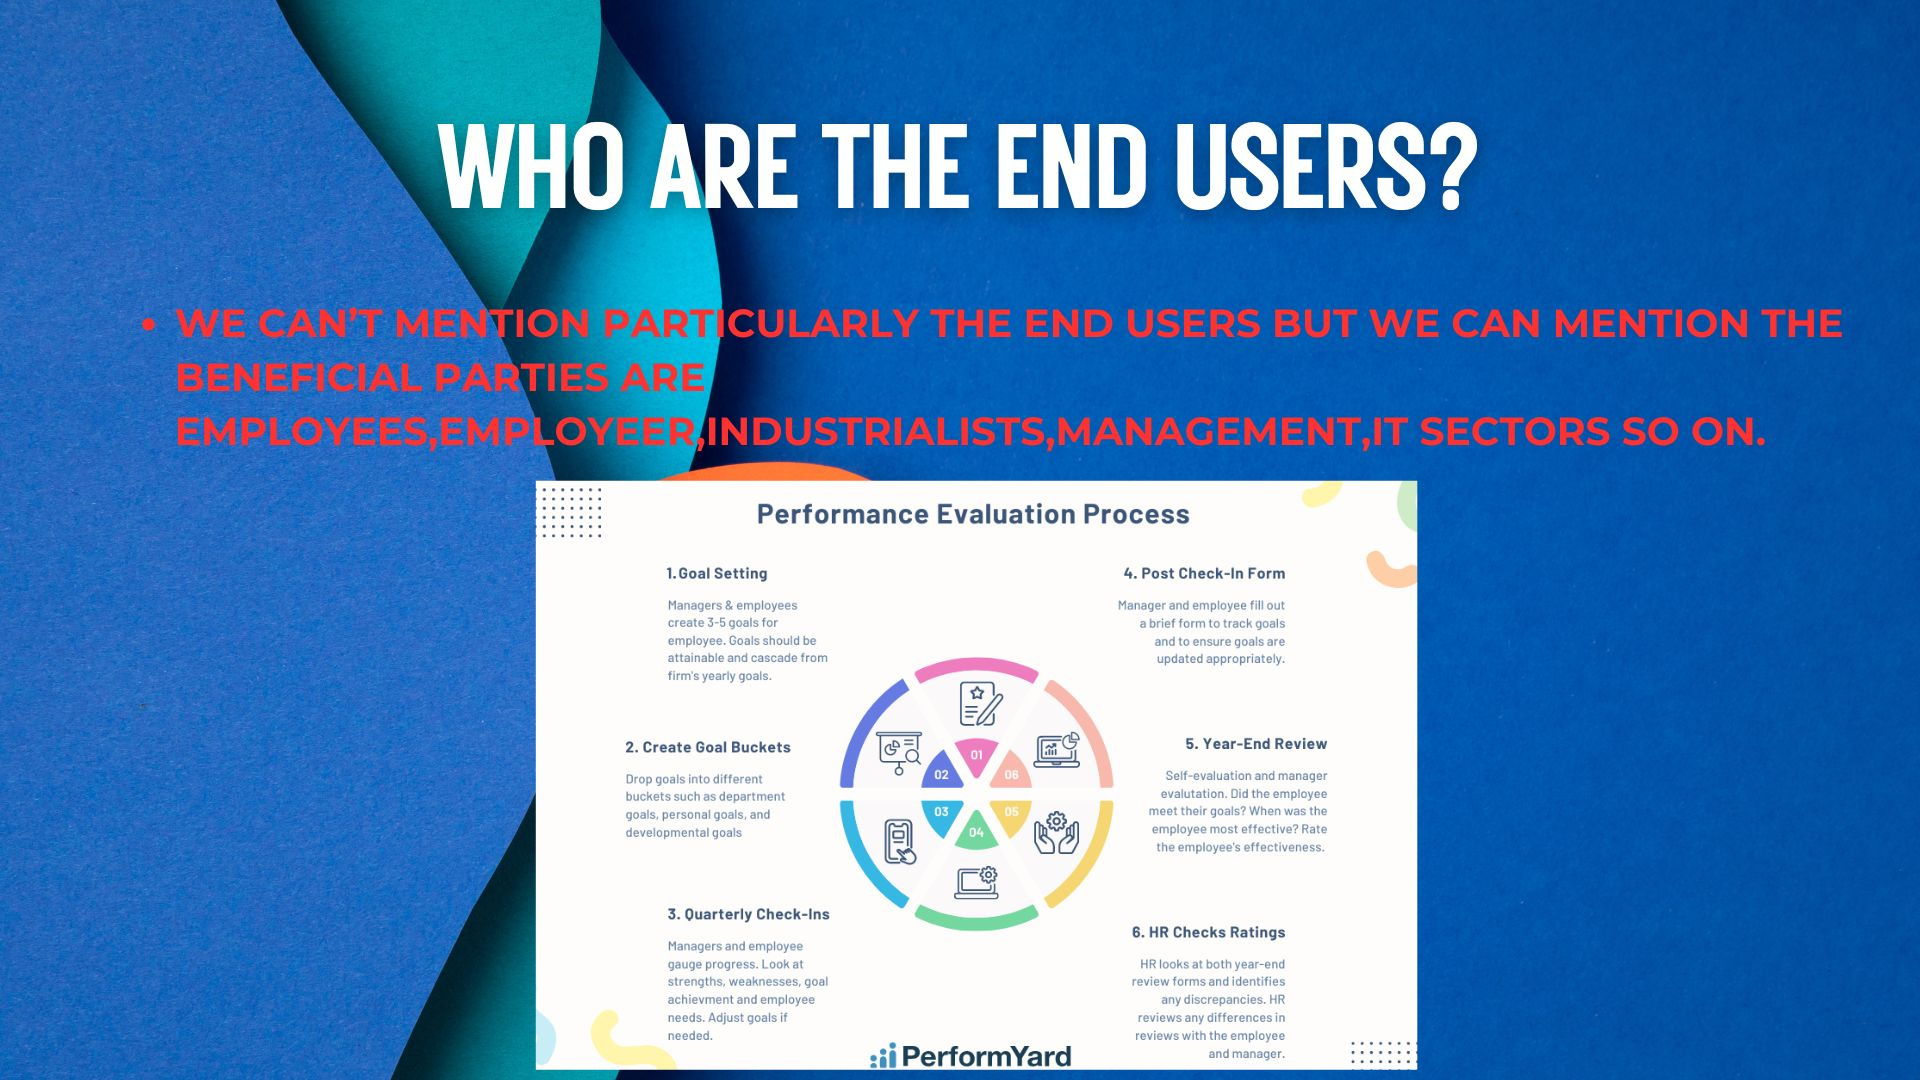 WHO ARE THE END USERS?
• WE CAN'T MENTION PARTICULARLY THE END USERS BUT WE CAN MENTION THE
BENEFICIAL PARTIES ARE
EMPLOYEES,EMPLOYEER,INDUSTRIALISTS,MANAGEMENT,IT SECTORS SO ON.
Performance Evaluation Process
1.Goal Setting
Managers & employees
create 3-5 goals for
employee. Goals should be
attainable and cascade from
firm's yearly goals.
2. Create Goal Buckets
Drop goals into different
buckets such as department
goals, personal goals, and
developmental goals
3. Quarterly Check-Ins
Managers and employee
gauge progress. Look at
strengths, weaknesses, goal
achievment and employee
needs. Adjust goals if
needed.
01
02
06
03
05
04
4. Post Check-In Form
Manager and employee fill out
a brief form to track goals
and to ensure goals are
updated appropriately.
5. Year-End Review
Self-evaluation and manager
evalutation. Did the employee
meet their goals? When was the
employee most effective? Rate
the employee's effectiveness.
6. HR Checks Ratings
HR looks at both year-end
review forms and identifies
any discrepancies. HR
reviews any differences in
reviews with the employee
and manager.
PerformYard